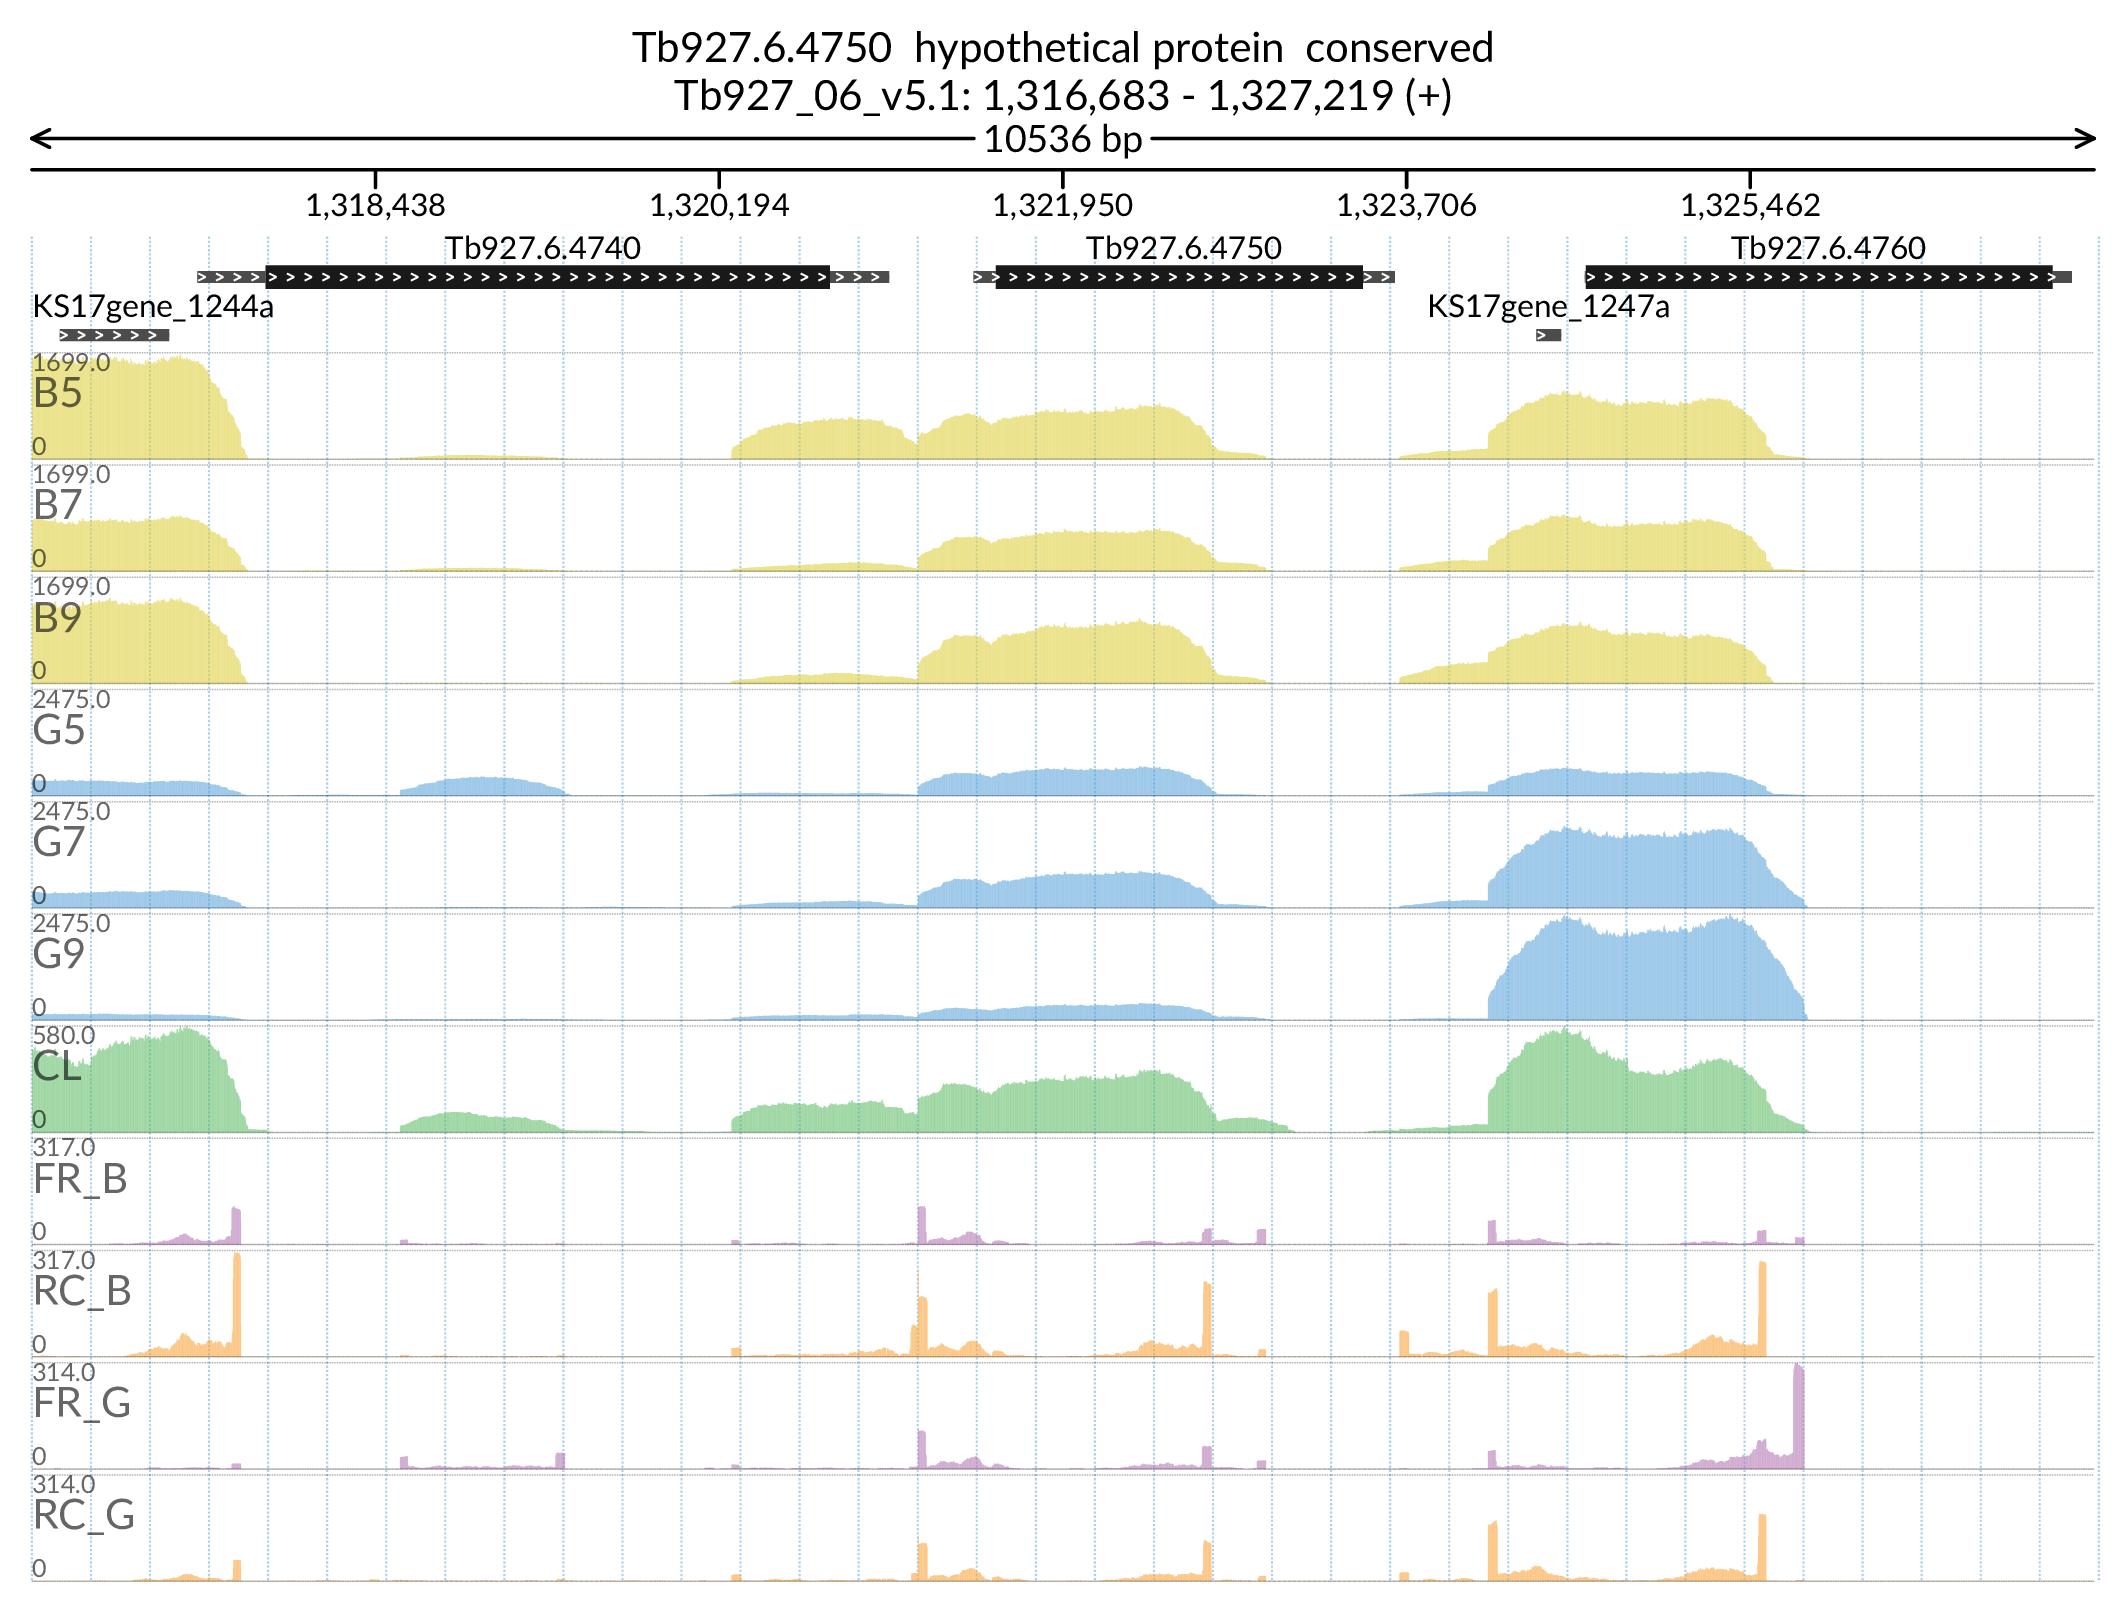 Tb927.6.4750 hypothetical protein conserved
Tb927_06_v5.1: 1,316,683 - 1,327,219 (+)
10536 bp
1,318,438 1,320,194 1,321,950 1,323,706 1,325,462
Tb927.6.4740 Tb927.6.4750 Tb927.6.4760
KS17gene_1244a KS17gene_1247a
1699.0
B5
0
1699.0
B7
0
1699.0
B9
0
2475.0
G5
0
2475.0
G7
0
2475.0
G9
0
580.0
CL
0
317.0
FR_B
0
317.0
RC_B
0
314.0
FR_G
0
314.0
RC_G
0